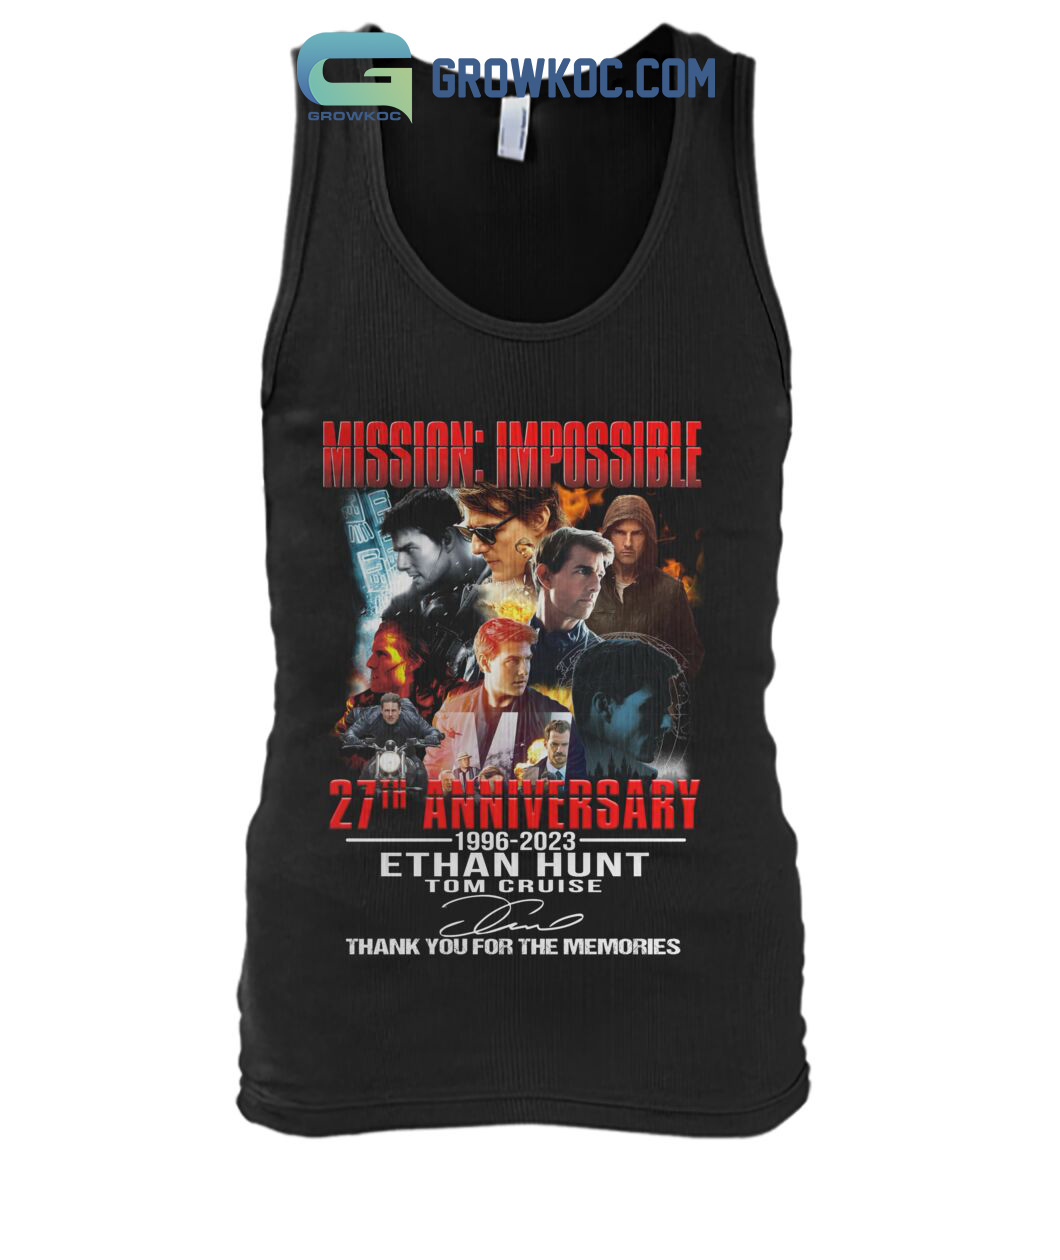 GROWKOC.COM
GROWKOC
MISSION: IMPOSSIBLE
27TH ANNIVERSARY
1996-2023
ETHAN HUNT
TOM CRUISE
THANK YOU FOR THE MEMORIES